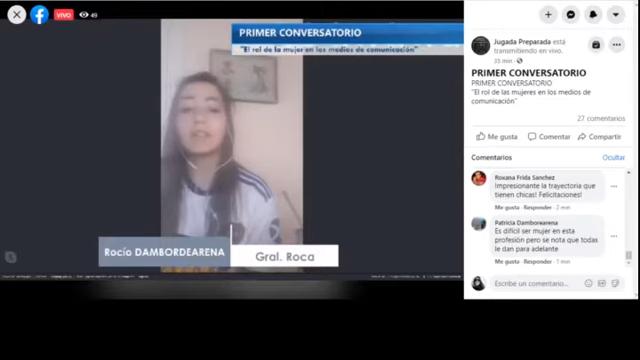 VIVO
49
PRIMER CONVERSATORIO
"El rol de la mujer en los medios de comunicación"
Rocío DAMBORDEARENA
Gral. Roca
Jugada Preparada está
transmitiendo en vivo.
35 min
PRIMER CONVERSATORIO
PRIMER CONVERSATORIO
"El rol de las mujeres en los medios de
comunicación"
27 comentarios
Me gusta
Comentar
Compartir
Comentarios
Ocultar
Roxana Frida Sanchez
Impresionante la trayectoria que
tienen chicas! Felicitaciones!
Me gusta · Responder · 2 min
Patricia Damborearena
Es difícil ser mujer en esta
profesión pero se nota que todas
le dan para adelante
Me gusta · Responder · 1 min
Escribe un comentario...